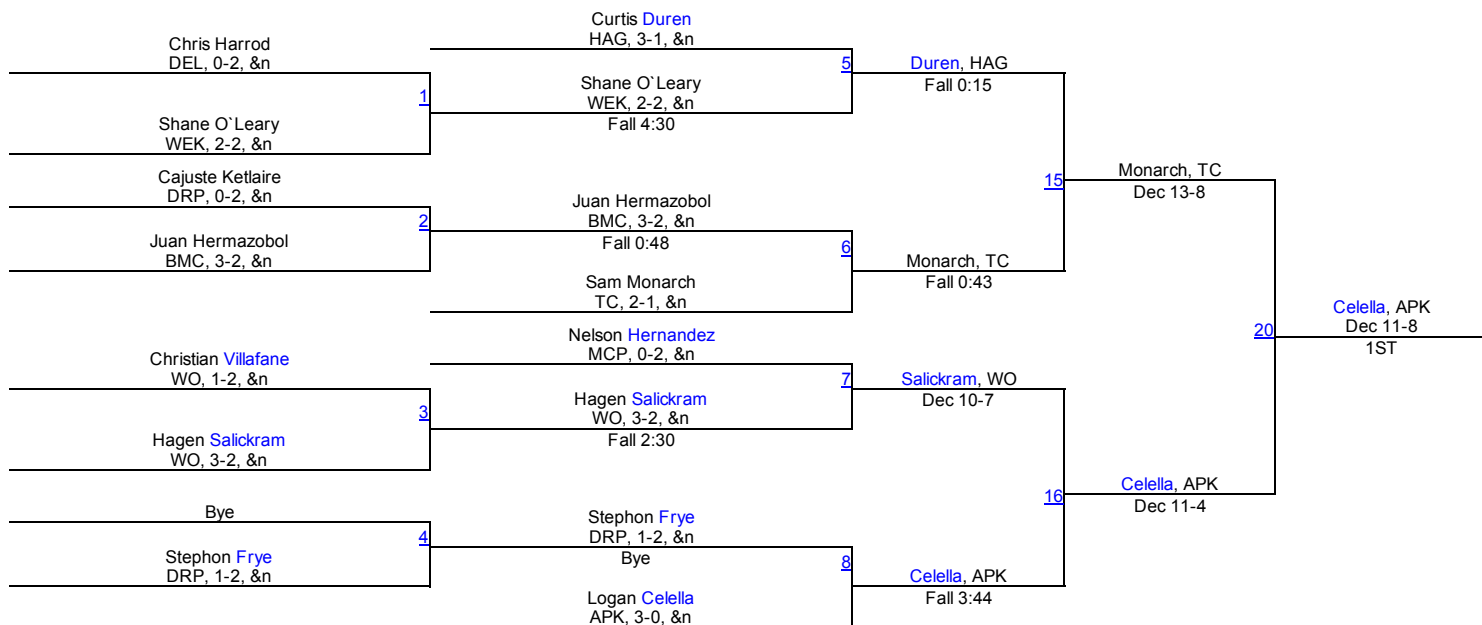 Chris Harrod
DEL, 0-2, &n
1
Shane O`Leary
WEK, 2-2, &n
Cajuste Ketlaire
DRP, 0-2, &n
2
Juan Hermazobol
BMC, 3-2, &n
Christian Villafane
WO, 1-2, &n
3
Hagen Salickram
WO, 3-2, &n
Bye
4
Stephon Frye
DRP, 1-2, &n
Curtis Duren
HAG, 3-1, &n
5
Shane O`Leary
WEK, 2-2, &n
Fall 4:30
Juan Hermazobol
BMC, 3-2, &n
Fall 0:48
6
Sam Monarch
TC, 2-1, &n
Nelson Hernandez
MCP, 0-2, &n
7
Hagen Salickram
WO, 3-2, &n
Fall 2:30
Stephon Frye
DRP, 1-2, &n
Bye
8
Logan Celella
APK, 3-0, &n
Duren, HAG
Fall 0:15
15
Monarch, TC
Fall 0:43
Salickram, WO
Dec 10-7
16
Celella, APK
Fall 3:44
Monarch, TC
Dec 13-8
20
Celella, APK
Dec 11-4
Celella, APK
Dec 11-8
1ST